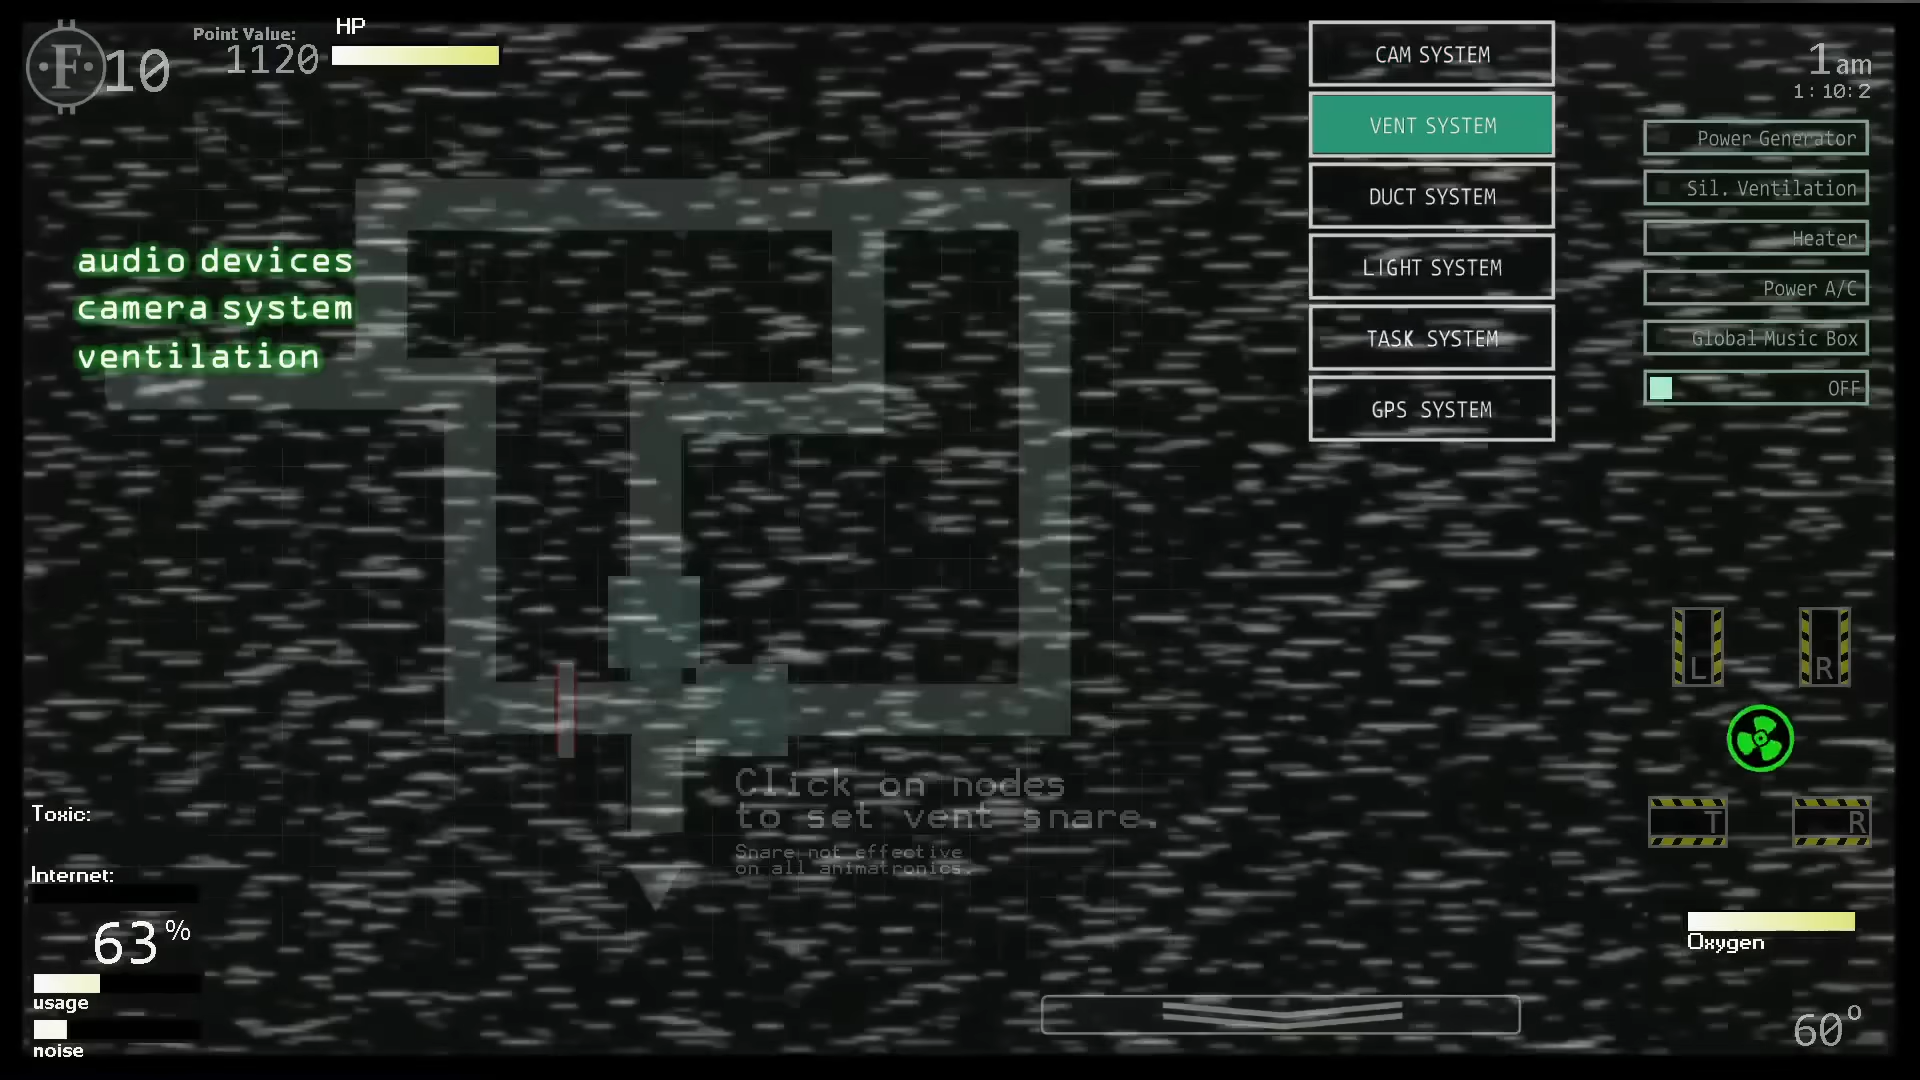 F 10
Point Value:
1120
HP
CAM SYSTEM
VENT SYSTEM
DUCT SYSTEM
LIGHT SYSTEM
TASK SYSTEM
GPS SYSTEM
1 am
1:10:2
Power Generator
Sil. Ventilation
Heater
Power A/C
Global Music Box
OFF
audio devices
camera system
ventilation
L R
T R
Click on nodes
to set vent snare.
Snare not effective
on all animatronics.
Toxic:
Internet:
63%
usage
noise
Oxygen
60°